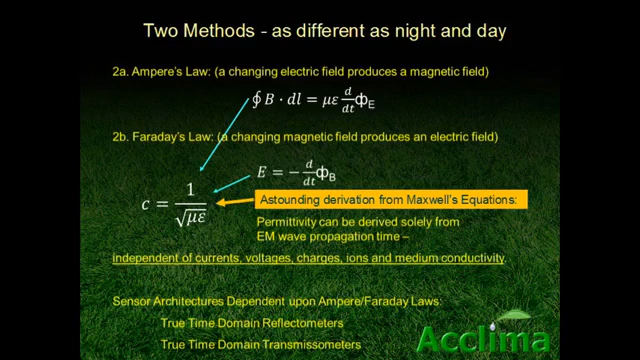 Two Methods - as different as night and day
2a. Ampere's Law: (a changing electric field produces a magnetic field)
∮ B · dl = με d/dt фE
2b. Faraday's Law: (a changing magnetic field produces an electric field)
E = − d/dt фB
c = 1/√με
Astounding derivation from Maxwell's Equations:
Permittivity can be derived solely from
EM wave propagation time –
independent of currents, voltages, charges, ions and medium conductivity.
Sensor Architectures Dependent upon Ampere/Faraday Laws:
True Time Domain Reflectometers
True Time Domain Transmissometers
Acclima